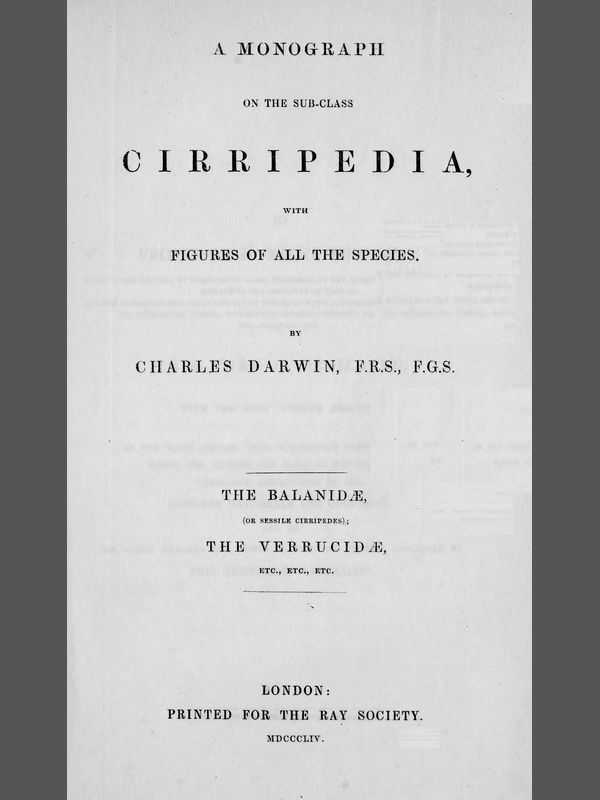 A MONOGRAPH
ON THE SUB-CLASS
CIRRIPEDIA,
WITH
FIGURES OF ALL THE SPECIES.
BY
CHARLES DARWIN, F.R.S., F.G.S.
THE BALANIDÆ,
(OR SESSILE CIRRIPEDES);
THE VERRUCIDÆ,
ETC., ETC., ETC.
LONDON:
PRINTED FOR THE RAY SOCIETY.
MDCCCLIV.